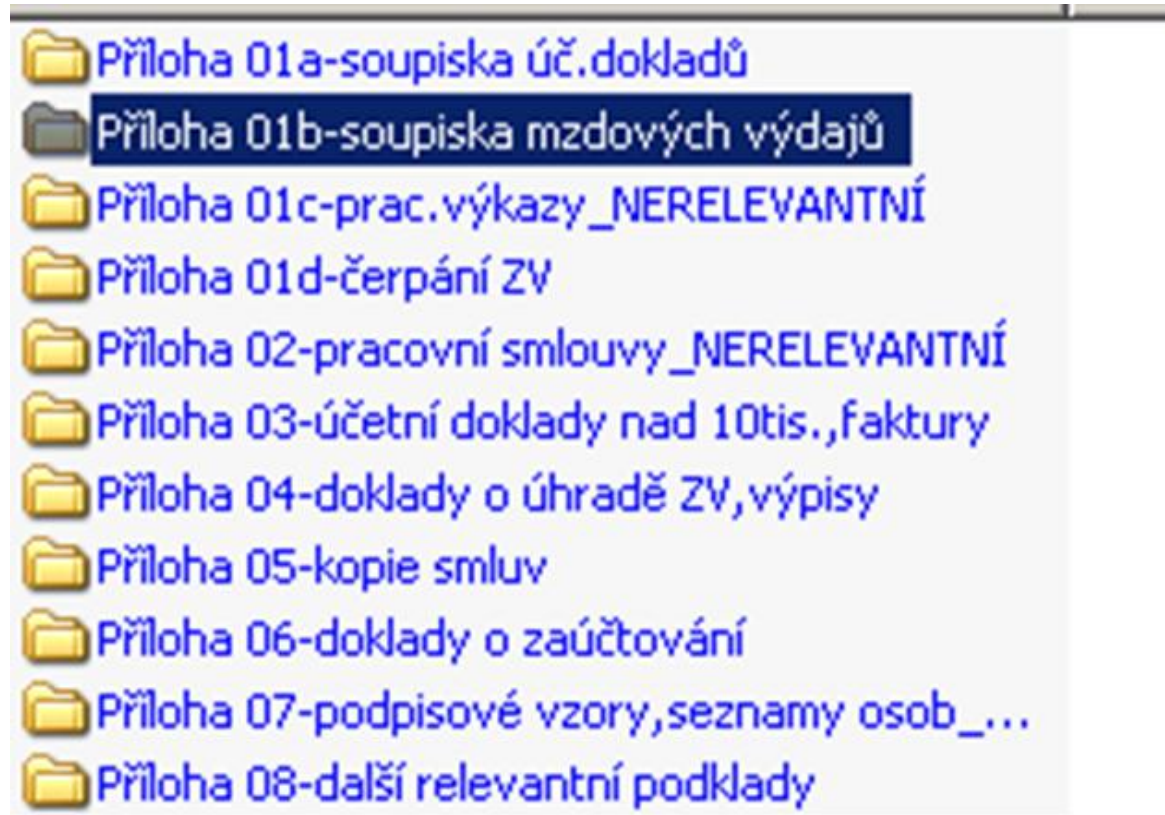 Příloha 01a-soupiska úč.dokladů
Příloha 01b-soupiska mzdových výdajů
Příloha 01c-prac.výkazy_NERELEVANTNÍ
Příloha 01d-čerpání ZV
Příloha 02-pracovní smlouvy_NERELEVANTNÍ
Příloha 03-účetní doklady nad 10tis.,faktury
Příloha 04-doklady o úhradě ZV,výpisy
Příloha 05-kopie smluv
Příloha 06-doklady o zaúčtování
Příloha 07-podpisové vzory,seznamy osob_...
Příloha 08-další relevantní podklady